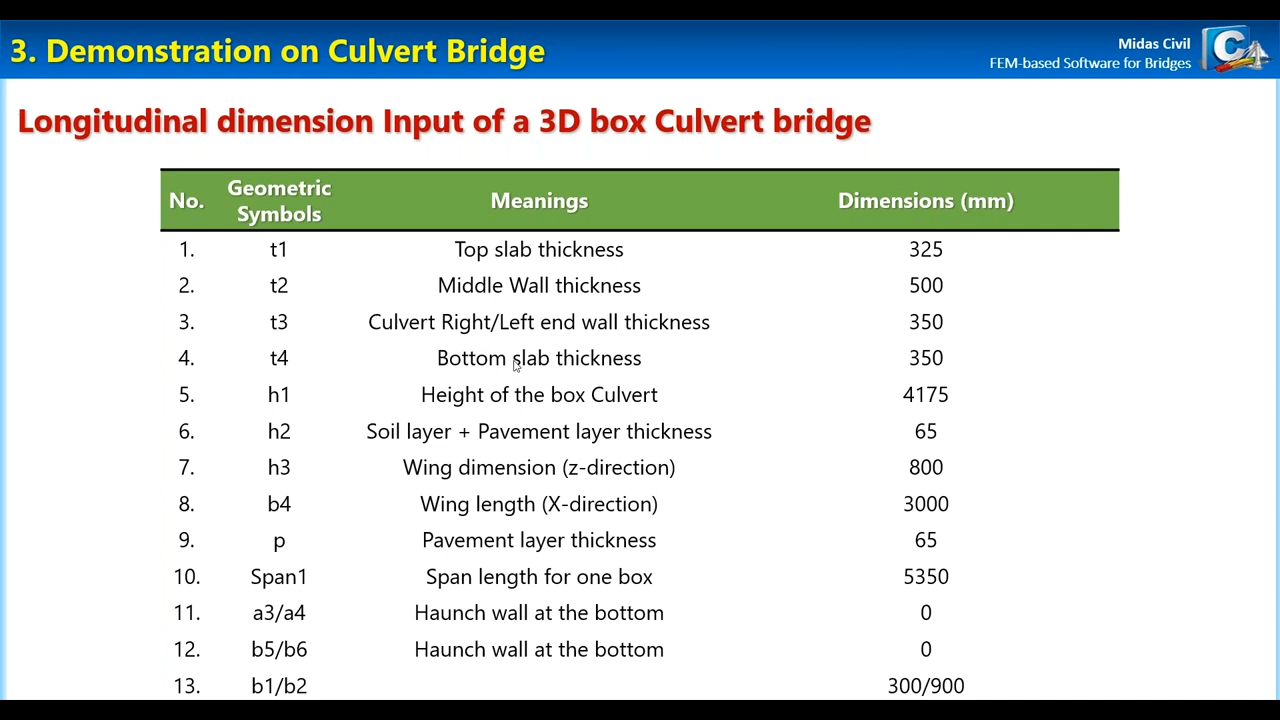 3. Demonstration on Culvert Bridge
Midas Civil
FEM-based Software for Bridges
Longitudinal dimension Input of a 3D box Culvert bridge
No. Geometric Symbols Meanings Dimensions (mm)
1. t1 Top slab thickness 325
2. t2 Middle Wall thickness 500
3. t3 Culvert Right/Left end wall thickness 350
4. t4 Bottom slab thickness 350
5. h1 Height of the box Culvert 4175
6. h2 Soil layer + Pavement layer thickness 65
7. h3 Wing dimension (z-direction) 800
8. b4 Wing length (X-direction) 3000
9. p Pavement layer thickness 65
10. Span1 Span length for one box 5350
11. a3/a4 Haunch wall at the bottom 0
12. b5/b6 Haunch wall at the bottom 0
13. b1/b2 300/900